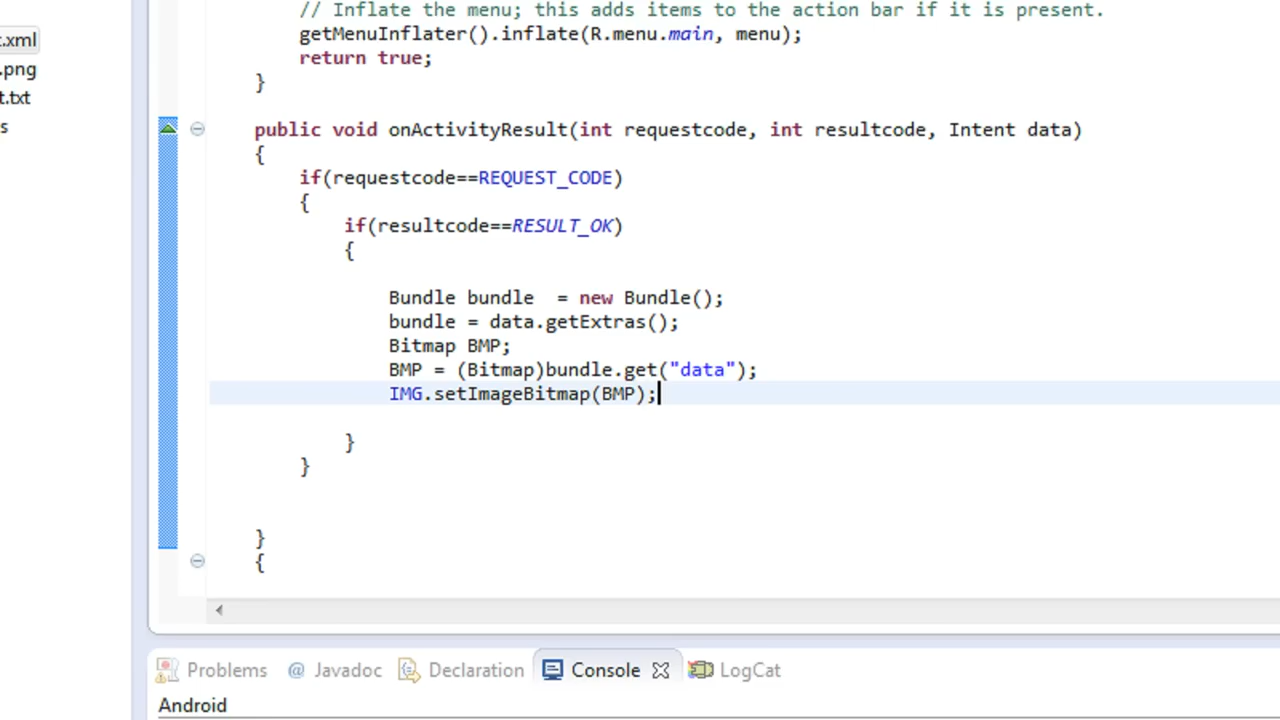 // Inflate the menu; this adds items to the action bar if it is present.
getMenuInflater().inflate(R.menu.main, menu);
return true;
}
public void onActivityResult(int requestcode, int resultcode, Intent data)
{
if(requestcode==REQUEST_CODE)
{
if(resultcode==RESULT_OK)
{
Bundle bundle  = new Bundle();
bundle = data.getExtras();
Bitmap BMP;
BMP = (Bitmap)bundle.get("data");
IMG.setImageBitmap(BMP);
}
}
}
{
.xml
.png
t.txt
s
Problems @ Javadoc Declaration Console LogCat
Android